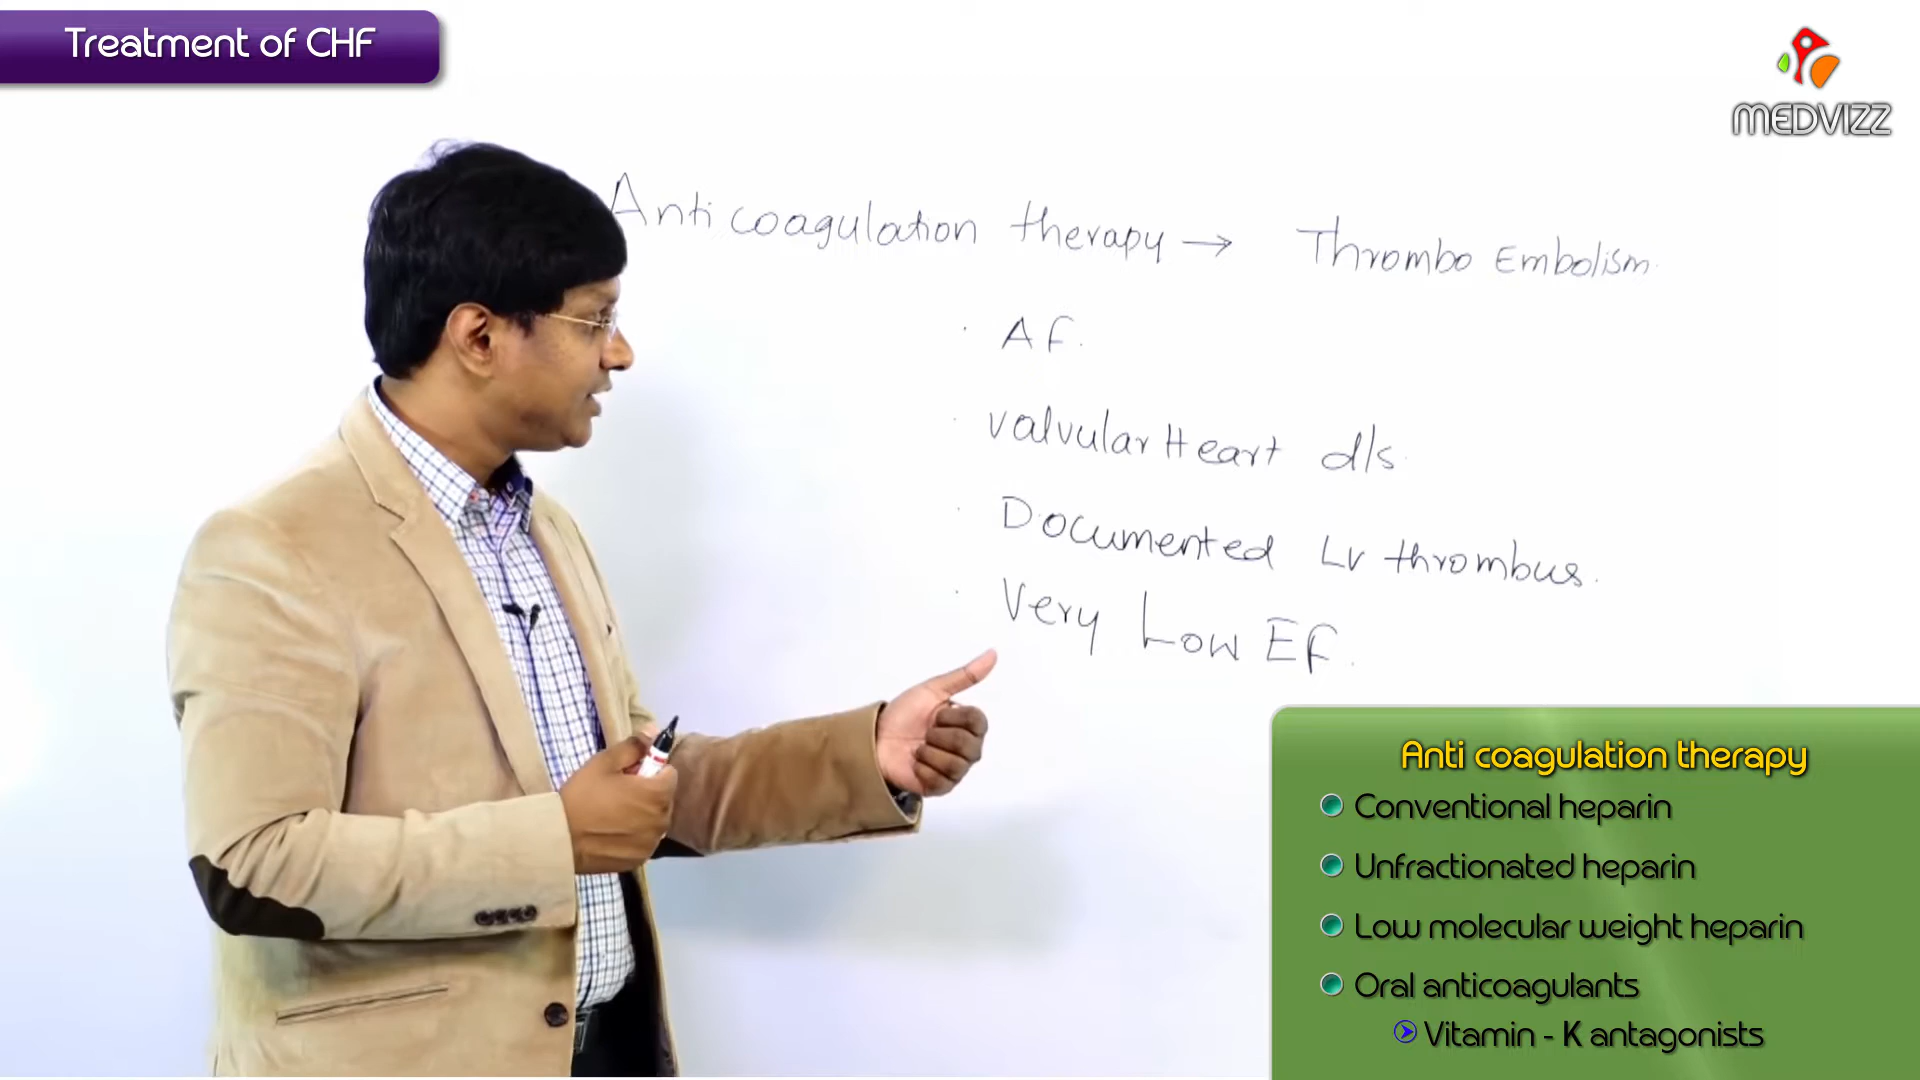 Treatment of CHF
MEDVIZZ
Anti coagulation therapy → Thrombo Embolism.
· AF.
· Valvular Heart d/s.
· Documented LV thrombus.
· Very Low EF.
Anti coagulation therapy
Conventional heparin
Unfractionated heparin
Low molecular weight heparin
Oral anticoagulants
Vitamin - K antagonists